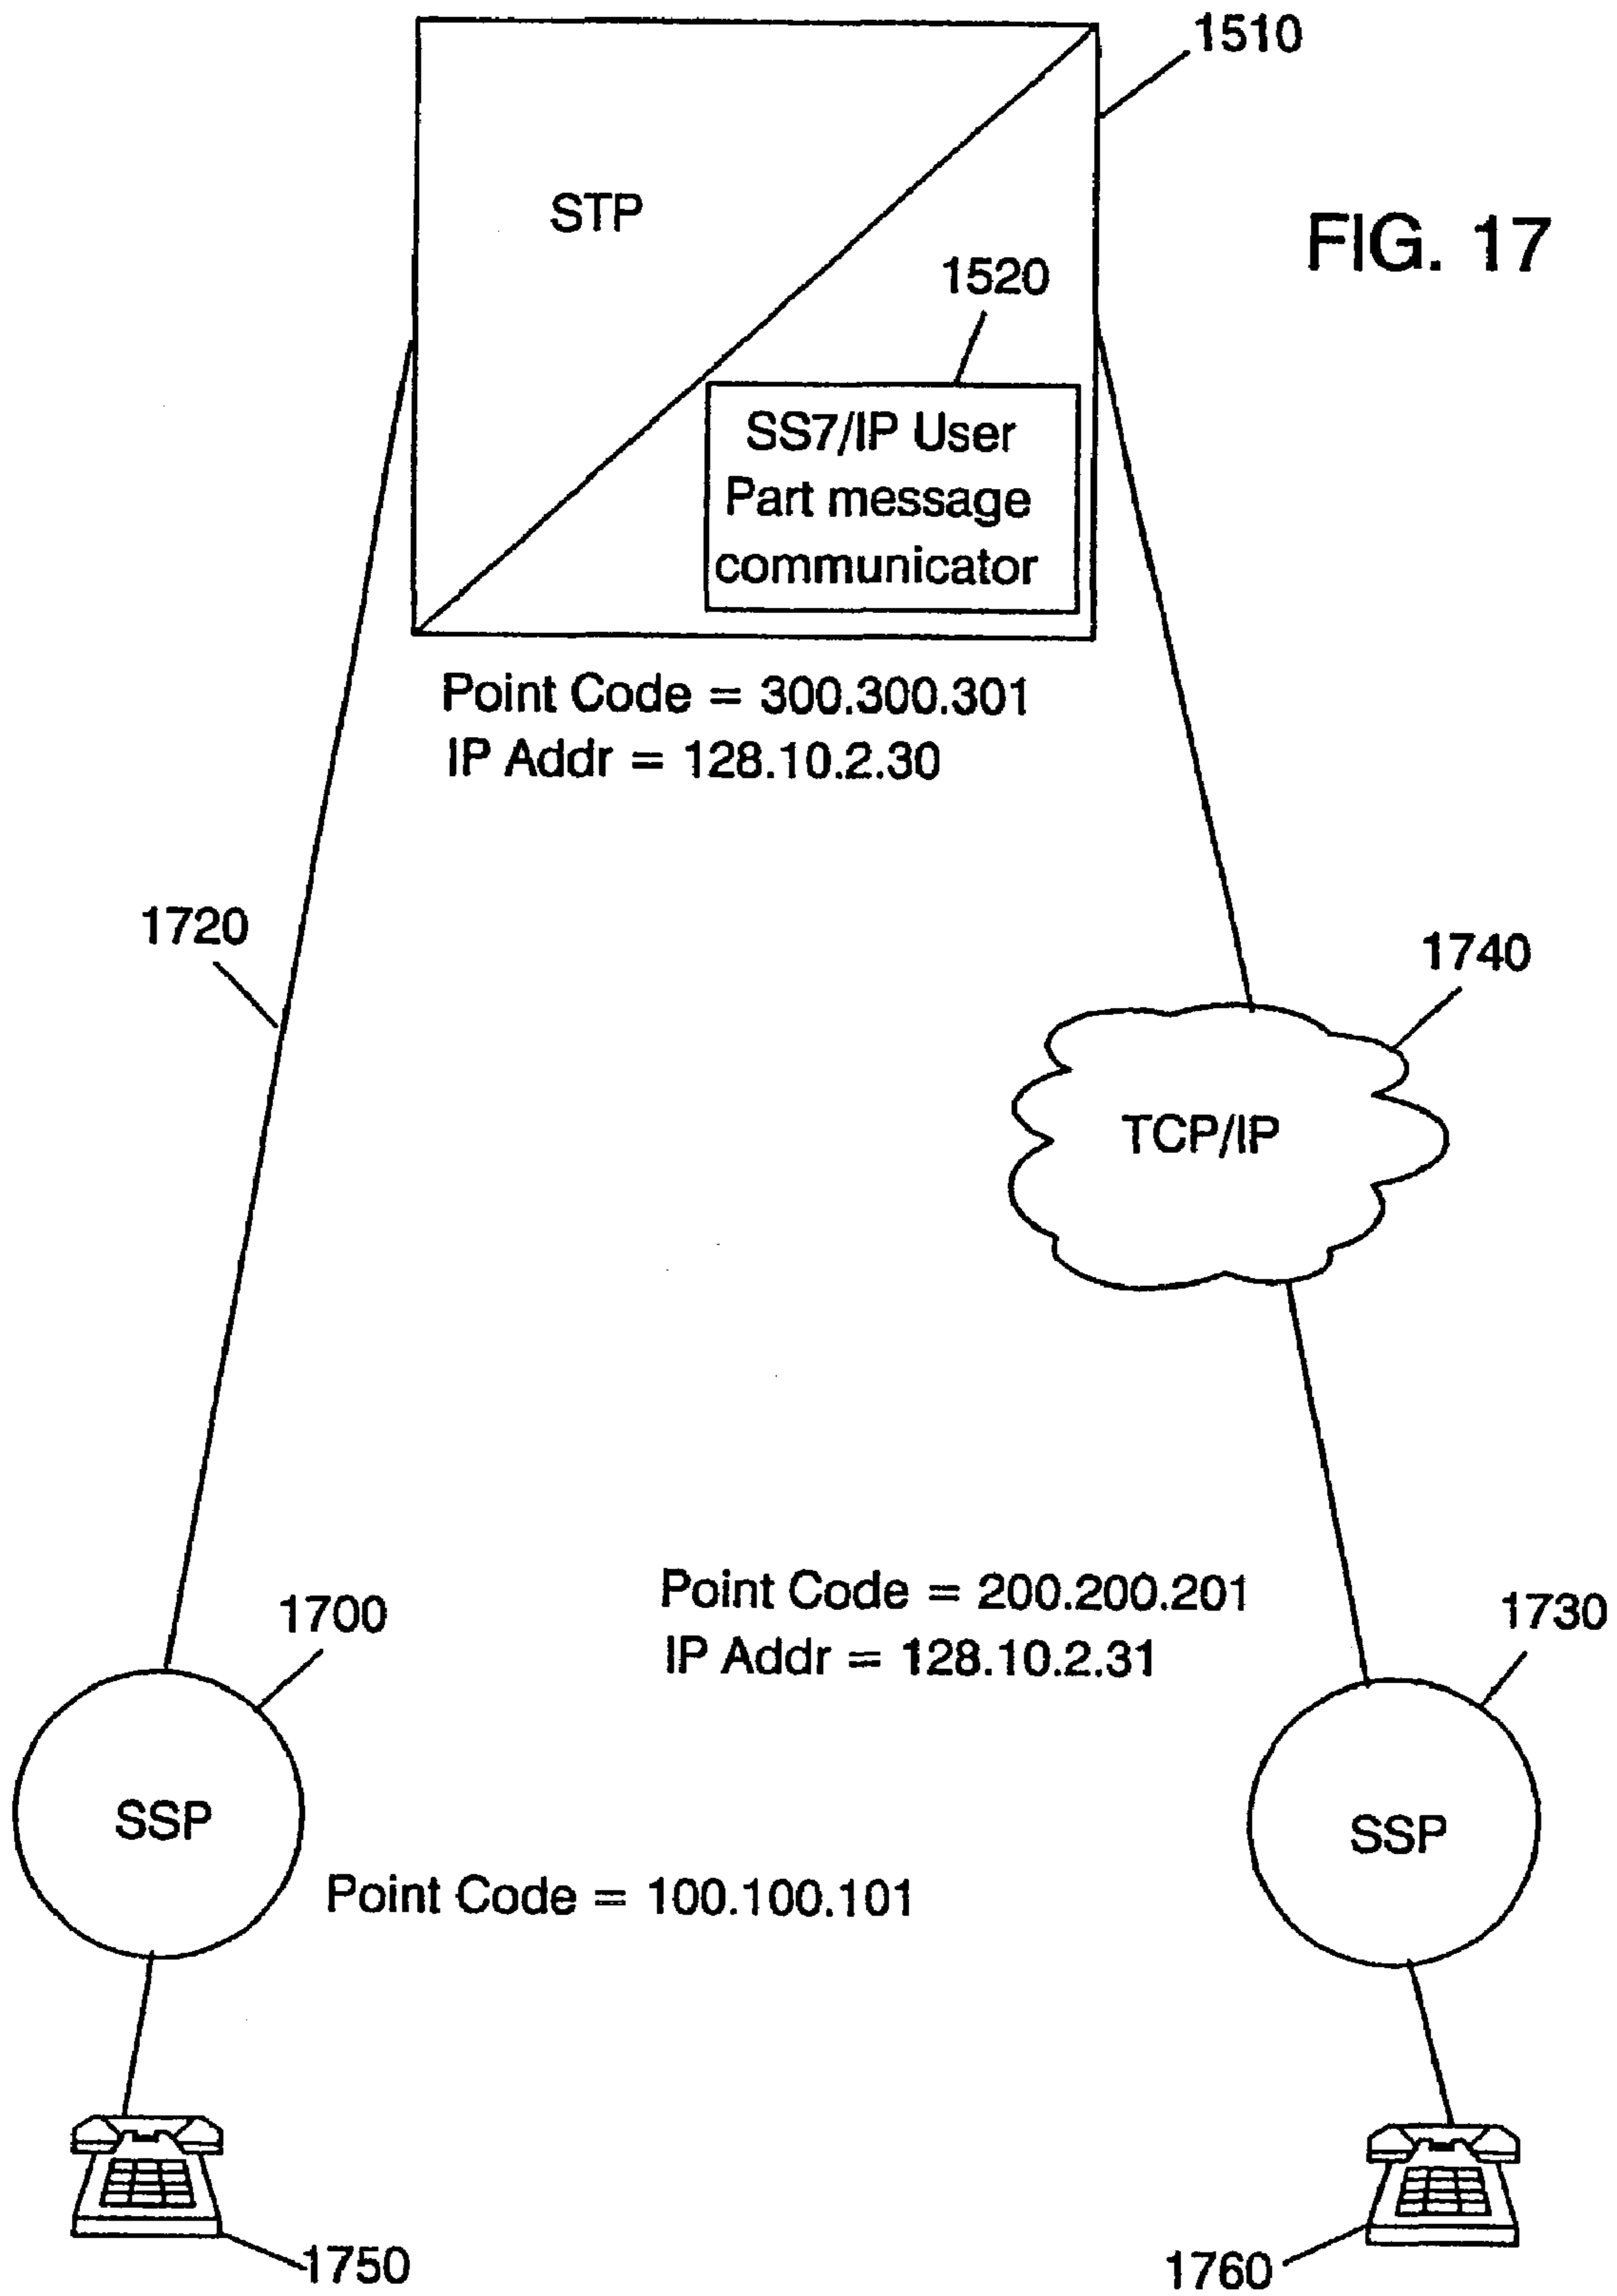 1510
STP
FIG. 17
1520
SS7/IP User
Part message
communicator
Point Code = 300.300.301
IP Addr = 128.10.2.30
1720
1740
TCP/IP
Point Code = 200.200.201
IP Addr = 128.10.2.31
1700
1730
SSP
SSP
Point Code = 100.100.101
1750
1760